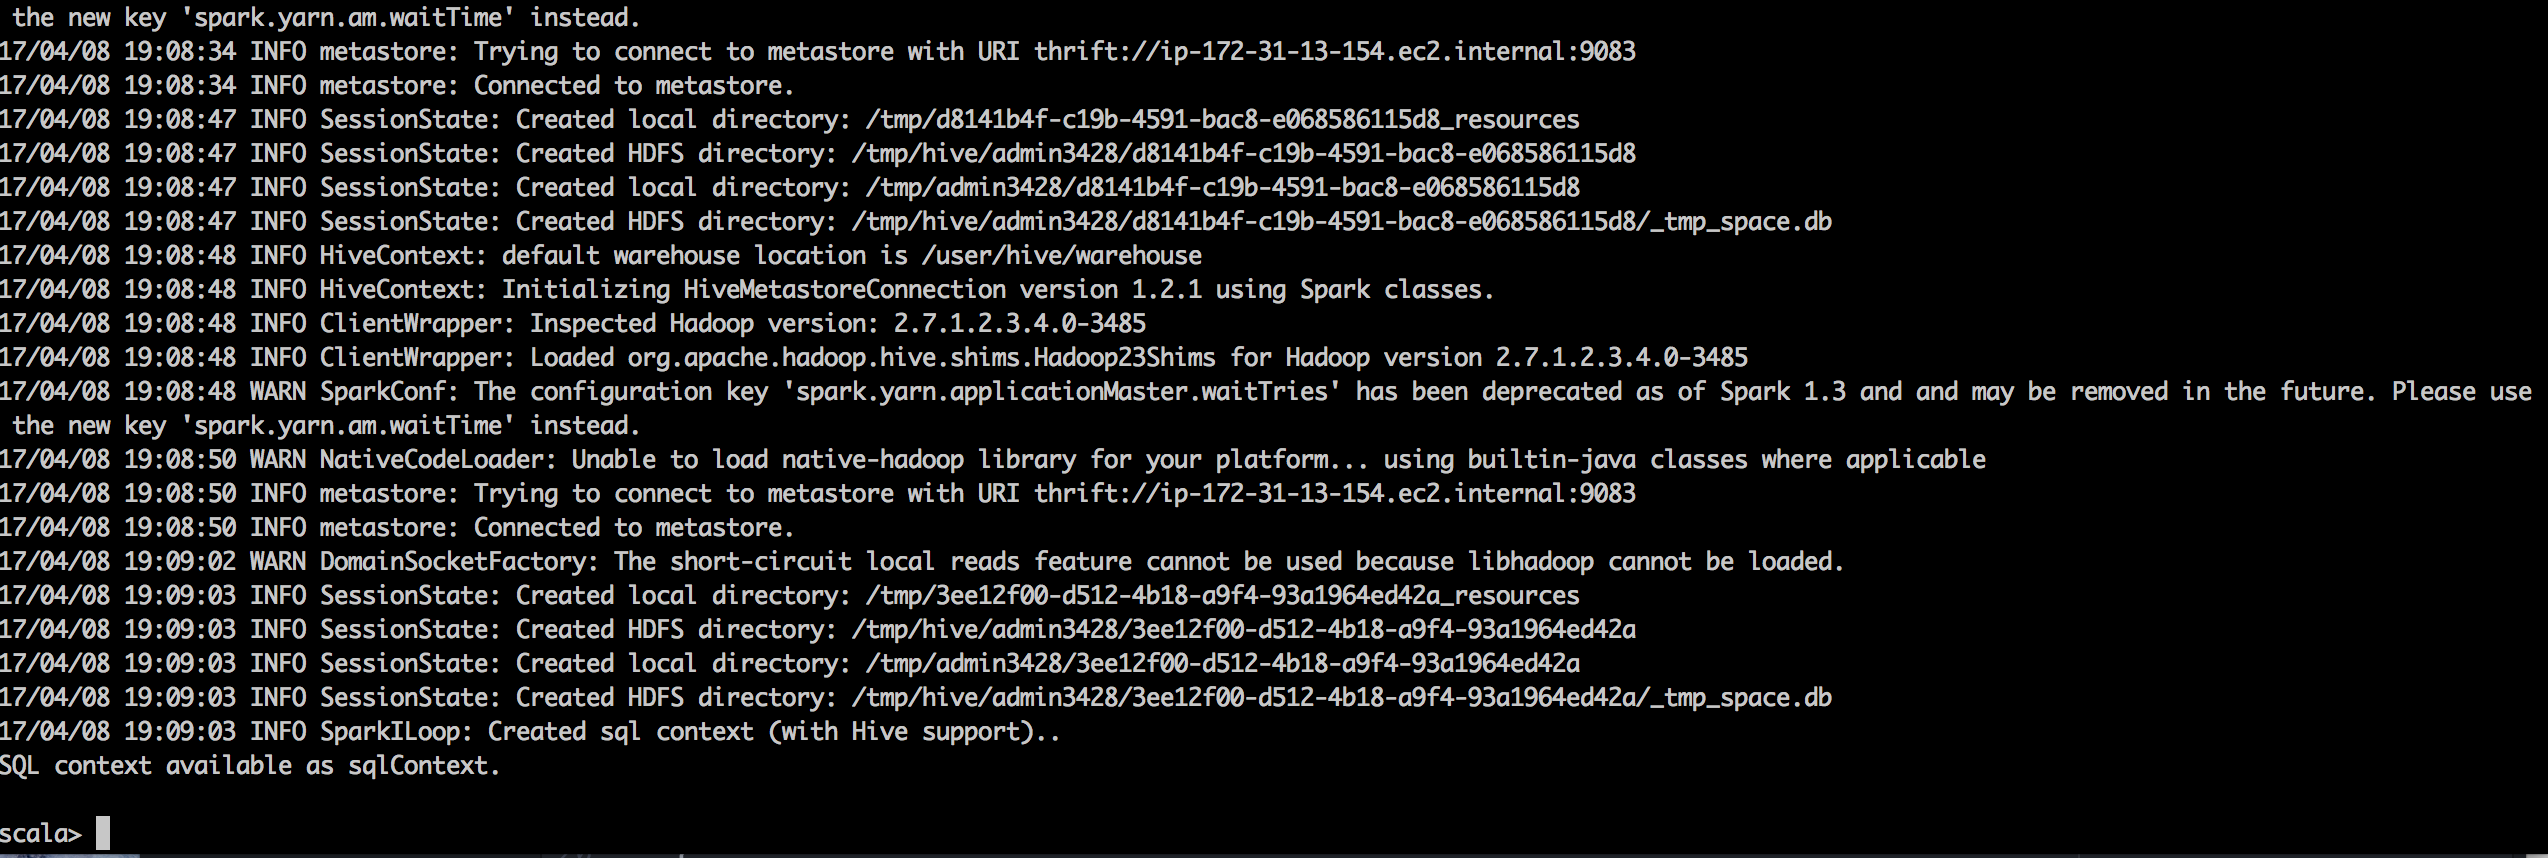 the new key 'spark.yarn.am.waitTime' instead.
17/04/08 19:08:34 INFO metastore: Trying to connect to metastore with URI thrift://ip-172-31-13-154.ec2.internal:9083
17/04/08 19:08:34 INFO metastore: Connected to metastore.
17/04/08 19:08:47 INFO SessionState: Created local directory: /tmp/d8141b4f-c19b-4591-bac8-e068586115d8_resources
17/04/08 19:08:47 INFO SessionState: Created HDFS directory: /tmp/hive/admin3428/d8141b4f-c19b-4591-bac8-e068586115d8
17/04/08 19:08:47 INFO SessionState: Created local directory: /tmp/admin3428/d8141b4f-c19b-4591-bac8-e068586115d8
17/04/08 19:08:47 INFO SessionState: Created HDFS directory: /tmp/hive/admin3428/d8141b4f-c19b-4591-bac8-e068586115d8/_tmp_space.db
17/04/08 19:08:48 INFO HiveContext: default warehouse location is /user/hive/warehouse
17/04/08 19:08:48 INFO HiveContext: Initializing HiveMetastoreConnection version 1.2.1 using Spark classes.
17/04/08 19:08:48 INFO ClientWrapper: Inspected Hadoop version: 2.7.1.2.3.4.0-3485
17/04/08 19:08:48 INFO ClientWrapper: Loaded org.apache.hadoop.hive.shims.Hadoop23Shims for Hadoop version 2.7.1.2.3.4.0-3485
17/04/08 19:08:48 WARN SparkConf: The configuration key 'spark.yarn.applicationMaster.waitTries' has been deprecated as of Spark 1.3 and and may be removed in the future. Please use
the new key 'spark.yarn.am.waitTime' instead.
17/04/08 19:08:50 WARN NativeCodeLoader: Unable to load native-hadoop library for your platform... using builtin-java classes where applicable
17/04/08 19:08:50 INFO metastore: Trying to connect to metastore with URI thrift://ip-172-31-13-154.ec2.internal:9083
17/04/08 19:08:50 INFO metastore: Connected to metastore.
17/04/08 19:09:02 WARN DomainSocketFactory: The short-circuit local reads feature cannot be used because libhadoop cannot be loaded.
17/04/08 19:09:03 INFO SessionState: Created local directory: /tmp/3ee12f00-d512-4b18-a9f4-93a1964ed42a_resources
17/04/08 19:09:03 INFO SessionState: Created HDFS directory: /tmp/hive/admin3428/3ee12f00-d512-4b18-a9f4-93a1964ed42a
17/04/08 19:09:03 INFO SessionState: Created local directory: /tmp/admin3428/3ee12f00-d512-4b18-a9f4-93a1964ed42a
17/04/08 19:09:03 INFO SessionState: Created HDFS directory: /tmp/hive/admin3428/3ee12f00-d512-4b18-a9f4-93a1964ed42a/_tmp_space.db
17/04/08 19:09:03 INFO SparkILoop: Created sql context (with Hive support)..
SQL context available as sqlContext.
scala>